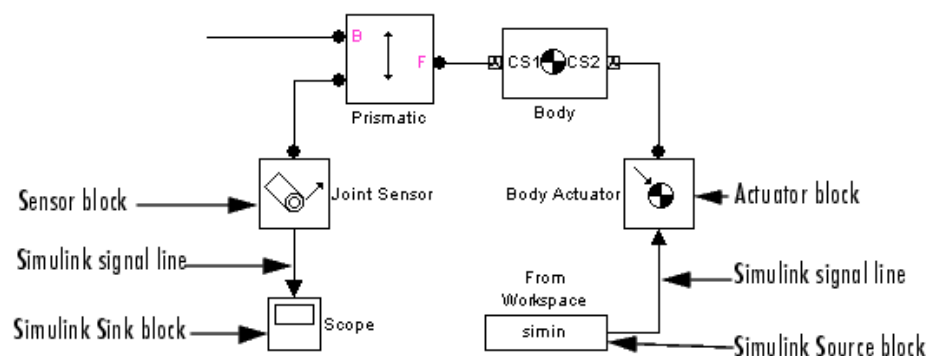 B
F
CS1 CS2
Prismatic
Body
Sensor block
Joint Sensor
Body Actuator
Actuator block
Simulink signal line
From
Workspace
Simulink signal line
Simulink Sink block
Scope
simin
Simulink Source block